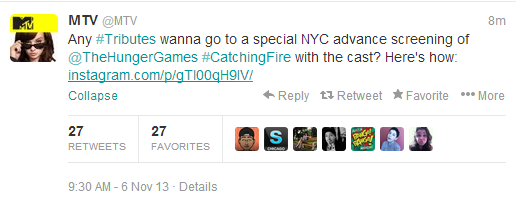 MTV @MTV 8m
Any #Tributes wanna go to a special NYC advance screening of
@TheHungerGames #CatchingFire with the cast? Here's how:
instagram.com/p/gTl00qH9lV/
Collapse Reply Retweet Favorite More
27 27
RETWEETS FAVORITES
S
CHICAGO
9:30 AM - 6 Nov 13 · Details